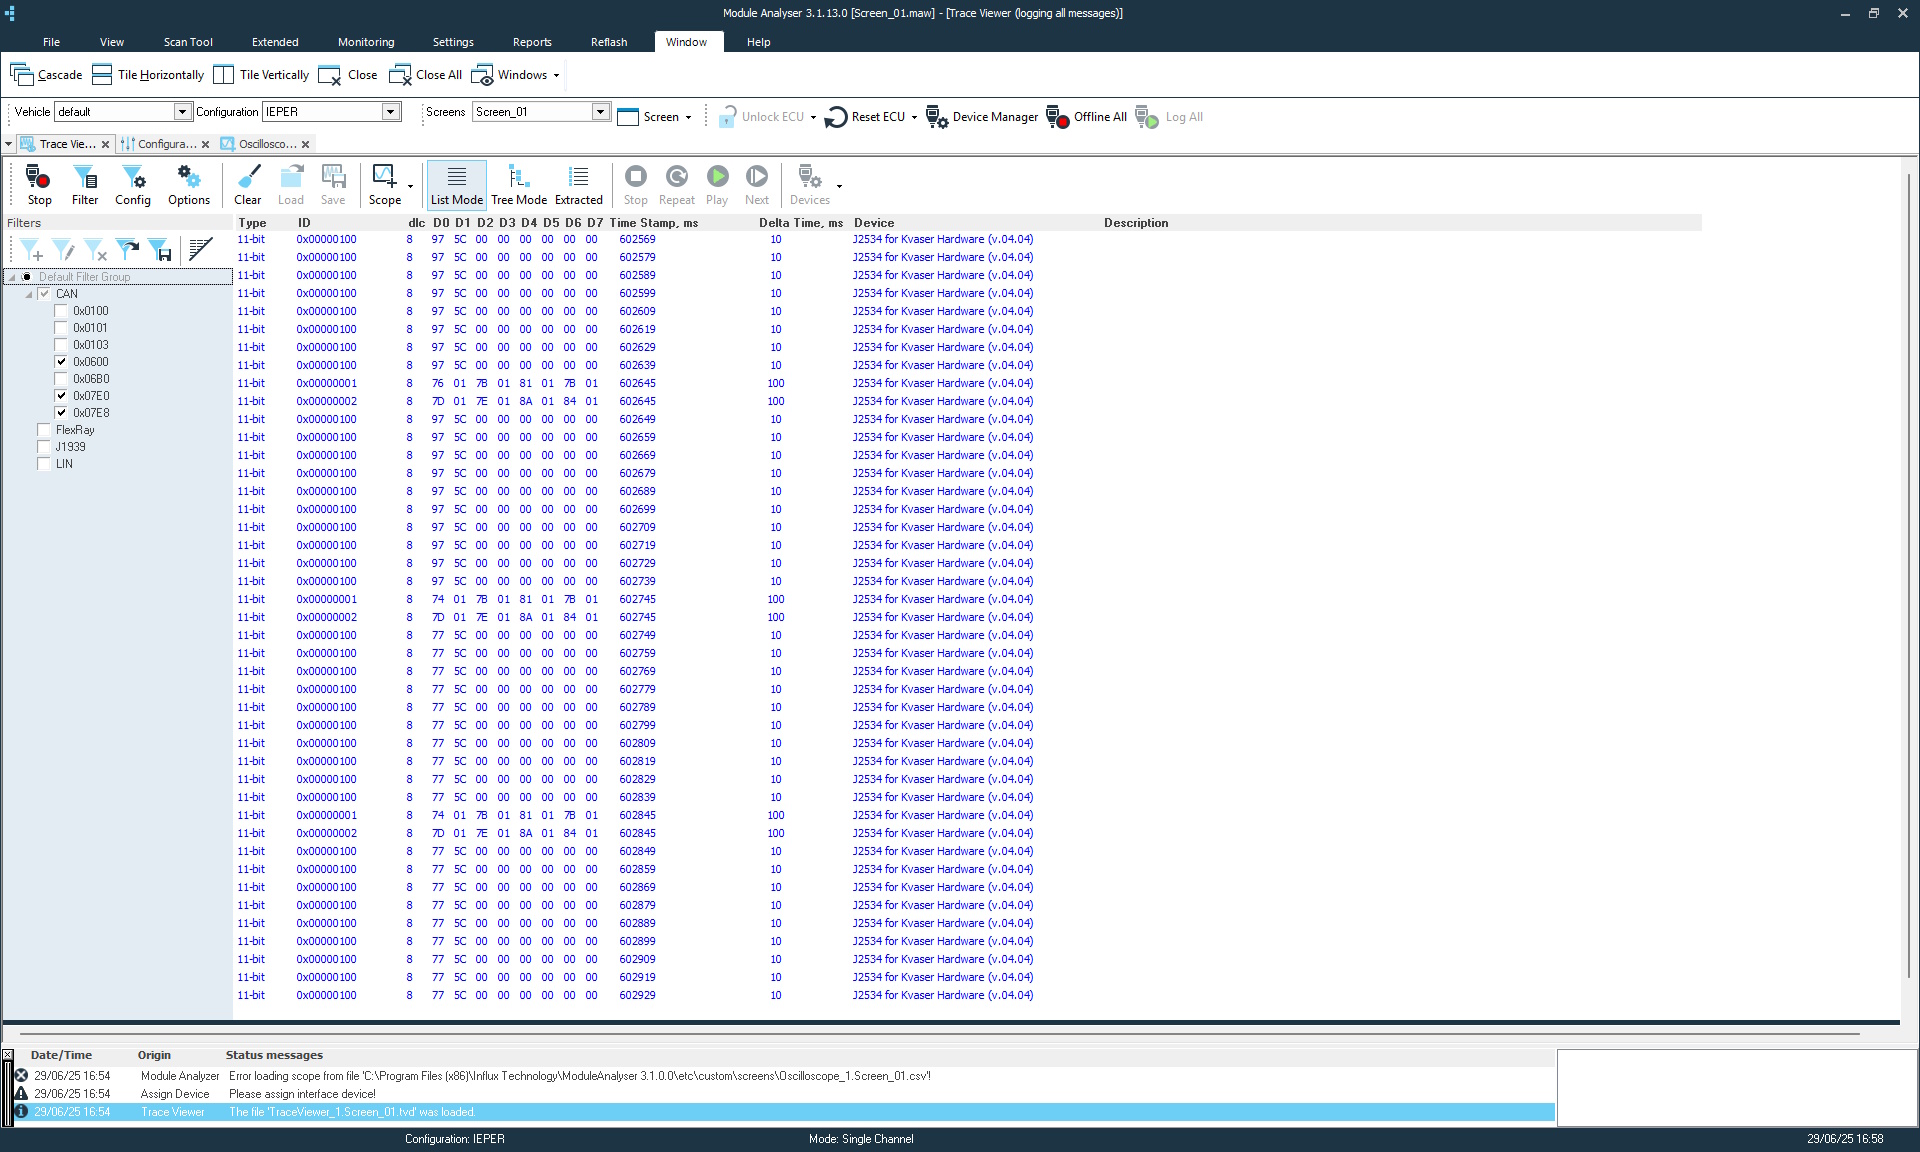 Module Analyser 3.1.13.0 [Screen_01.maw] - [Trace Viewer (logging all messages)]
File View Scan Tool Extended Monitoring Settings Reports Reflash Window Help
Cascade Tile Horizontally Tile Vertically Close Close All Windows
Vehicle default Configuration IEPER Screens Screen_01 Screen Unlock ECU Reset ECU Device Manager Offline All Log All
Trace Vie... Configura... Oscillosco...
Stop Filter Config Options Clear Load Save Scope List Mode Tree Mode Extracted Stop Repeat Play Next Devices
Filters
Default Filter Group
CAN
0x0100
0x0101
0x0103
0x0600
0x06B0
0x07E0
0x07E8
FlexRay
J1939
LIN
Type ID dlc D0 D1 D2 D3 D4 D5 D6 D7 Time Stamp, ms Delta Time, ms Device Description
11-bit 0x00000100 8 97 5C 00 00 00 00 00 00 602569 10 J2534 for Kvaser Hardware (v.04.04)
11-bit 0x00000100 8 97 5C 00 00 00 00 00 00 602579 10 J2534 for Kvaser Hardware (v.04.04)
11-bit 0x00000100 8 97 5C 00 00 00 00 00 00 602589 10 J2534 for Kvaser Hardware (v.04.04)
11-bit 0x00000100 8 97 5C 00 00 00 00 00 00 602599 10 J2534 for Kvaser Hardware (v.04.04)
11-bit 0x00000100 8 97 5C 00 00 00 00 00 00 602609 10 J2534 for Kvaser Hardware (v.04.04)
11-bit 0x00000100 8 97 5C 00 00 00 00 00 00 602619 10 J2534 for Kvaser Hardware (v.04.04)
11-bit 0x00000100 8 97 5C 00 00 00 00 00 00 602629 10 J2534 for Kvaser Hardware (v.04.04)
11-bit 0x00000100 8 97 5C 00 00 00 00 00 00 602639 10 J2534 for Kvaser Hardware (v.04.04)
11-bit 0x00000001 8 76 01 7B 01 81 01 7B 01 602645 100 J2534 for Kvaser Hardware (v.04.04)
11-bit 0x00000002 8 7D 01 7E 01 8A 01 84 01 602645 100 J2534 for Kvaser Hardware (v.04.04)
11-bit 0x00000100 8 97 5C 00 00 00 00 00 00 602649 10 J2534 for Kvaser Hardware (v.04.04)
11-bit 0x00000100 8 97 5C 00 00 00 00 00 00 602659 10 J2534 for Kvaser Hardware (v.04.04)
11-bit 0x00000100 8 97 5C 00 00 00 00 00 00 602669 10 J2534 for Kvaser Hardware (v.04.04)
11-bit 0x00000100 8 97 5C 00 00 00 00 00 00 602679 10 J2534 for Kvaser Hardware (v.04.04)
11-bit 0x00000100 8 97 5C 00 00 00 00 00 00 602689 10 J2534 for Kvaser Hardware (v.04.04)
11-bit 0x00000100 8 97 5C 00 00 00 00 00 00 602699 10 J2534 for Kvaser Hardware (v.04.04)
11-bit 0x00000100 8 97 5C 00 00 00 00 00 00 602709 10 J2534 for Kvaser Hardware (v.04.04)
11-bit 0x00000100 8 97 5C 00 00 00 00 00 00 602719 10 J2534 for Kvaser Hardware (v.04.04)
11-bit 0x00000100 8 97 5C 00 00 00 00 00 00 602729 10 J2534 for Kvaser Hardware (v.04.04)
11-bit 0x00000100 8 97 5C 00 00 00 00 00 00 602739 10 J2534 for Kvaser Hardware (v.04.04)
11-bit 0x00000001 8 74 01 7B 01 81 01 7B 01 602745 100 J2534 for Kvaser Hardware (v.04.04)
11-bit 0x00000002 8 7D 01 7E 01 8A 01 84 01 602745 100 J2534 for Kvaser Hardware (v.04.04)
11-bit 0x00000100 8 77 5C 00 00 00 00 00 00 602749 10 J2534 for Kvaser Hardware (v.04.04)
11-bit 0x00000100 8 77 5C 00 00 00 00 00 00 602759 10 J2534 for Kvaser Hardware (v.04.04)
11-bit 0x00000100 8 77 5C 00 00 00 00 00 00 602769 10 J2534 for Kvaser Hardware (v.04.04)
11-bit 0x00000100 8 77 5C 00 00 00 00 00 00 602779 10 J2534 for Kvaser Hardware (v.04.04)
11-bit 0x00000100 8 77 5C 00 00 00 00 00 00 602789 10 J2534 for Kvaser Hardware (v.04.04)
11-bit 0x00000100 8 77 5C 00 00 00 00 00 00 602799 10 J2534 for Kvaser Hardware (v.04.04)
11-bit 0x00000100 8 77 5C 00 00 00 00 00 00 602809 10 J2534 for Kvaser Hardware (v.04.04)
11-bit 0x00000100 8 77 5C 00 00 00 00 00 00 602819 10 J2534 for Kvaser Hardware (v.04.04)
11-bit 0x00000100 8 77 5C 00 00 00 00 00 00 602829 10 J2534 for Kvaser Hardware (v.04.04)
11-bit 0x00000100 8 77 5C 00 00 00 00 00 00 602839 10 J2534 for Kvaser Hardware (v.04.04)
11-bit 0x00000001 8 74 01 7B 01 81 01 7B 01 602845 100 J2534 for Kvaser Hardware (v.04.04)
11-bit 0x00000002 8 7D 01 7E 01 8A 01 84 01 602845 100 J2534 for Kvaser Hardware (v.04.04)
11-bit 0x00000100 8 77 5C 00 00 00 00 00 00 602849 10 J2534 for Kvaser Hardware (v.04.04)
11-bit 0x00000100 8 77 5C 00 00 00 00 00 00 602859 10 J2534 for Kvaser Hardware (v.04.04)
11-bit 0x00000100 8 77 5C 00 00 00 00 00 00 602869 10 J2534 for Kvaser Hardware (v.04.04)
11-bit 0x00000100 8 77 5C 00 00 00 00 00 00 602879 10 J2534 for Kvaser Hardware (v.04.04)
11-bit 0x00000100 8 77 5C 00 00 00 00 00 00 602889 10 J2534 for Kvaser Hardware (v.04.04)
11-bit 0x00000100 8 77 5C 00 00 00 00 00 00 602899 10 J2534 for Kvaser Hardware (v.04.04)
11-bit 0x00000100 8 77 5C 00 00 00 00 00 00 602909 10 J2534 for Kvaser Hardware (v.04.04)
11-bit 0x00000100 8 77 5C 00 00 00 00 00 00 602919 10 J2534 for Kvaser Hardware (v.04.04)
11-bit 0x00000100 8 77 5C 00 00 00 00 00 00 602929 10 J2534 for Kvaser Hardware (v.04.04)
Date/Time Origin Status messages
29/06/25 16:54 Module Analyzer Error loading scope from file 'C:\Program Files (x86)\Influx Technology\ModuleAnalyser 3.1.0.0\etc\custom\screens\Oscilloscope_1.Screen_01.csv'!
29/06/25 16:54 Assign Device Please assign interface device!
29/06/25 16:54 Trace Viewer The file 'TraceViewer_1.Screen_01.tvd' was loaded.
Configuration: IEPER Mode: Single Channel 29/06/25 16:58